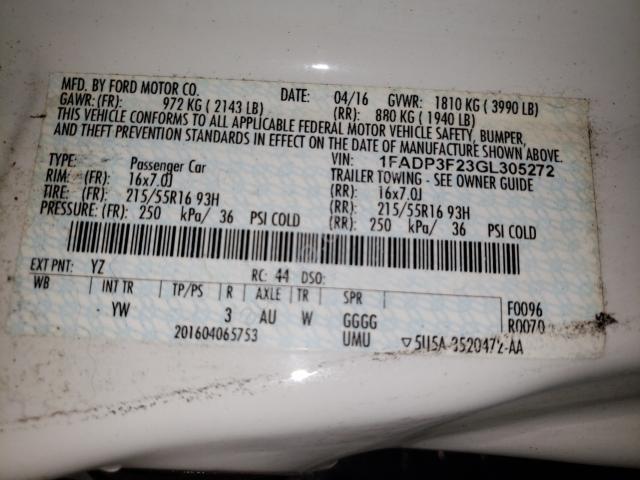 MFD. BY FORD MOTOR CO. DATE: 04/16 GVWR: 1810 KG ( 3990 LB)
GAWR: (FR): 972 KG ( 2143 LB) (RR): 880 KG ( 1940 LB)
THIS VEHICLE CONFORMS TO ALL APPLICABLE FEDERAL MOTOR VEHICLE SAFETY, BUMPER,
AND THEFT PREVENTION STANDARDS IN EFFECT ON THE DATE OF MANUFACTURE SHOWN ABOVE.
VIN: 1FADP3F23GL305272
TYPE: Passenger Car TRAILER TOWING - SEE OWNER GUIDE
RIM: (FR): 16x7.0J (RR): 16x7.0J
TIRE: (FR): 215/55R16 93H (RR): 215/55R16 93H
PRESSURE: (FR): 250 kPa/ 36 PSI COLD (RR): 250 kPa/ 36 PSI COLD
EXT PNT: YZ RC: 44 DSO:
WB INT TR TP/PS R AXLE TR SPR F0096
YW 3 AU W GGGG R0070
201604065753 UMU ▽5U5A-3520472-AA